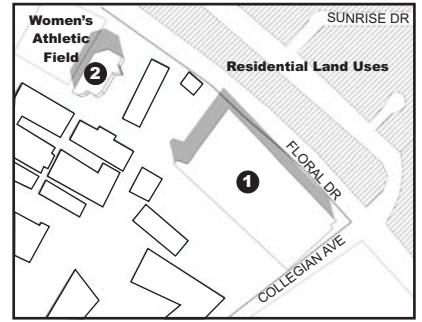 Women's
Athletic
Field
SUNRISE DR
Residential Land Uses
2
1
FLORAL DR
COLLEGIAN AVE